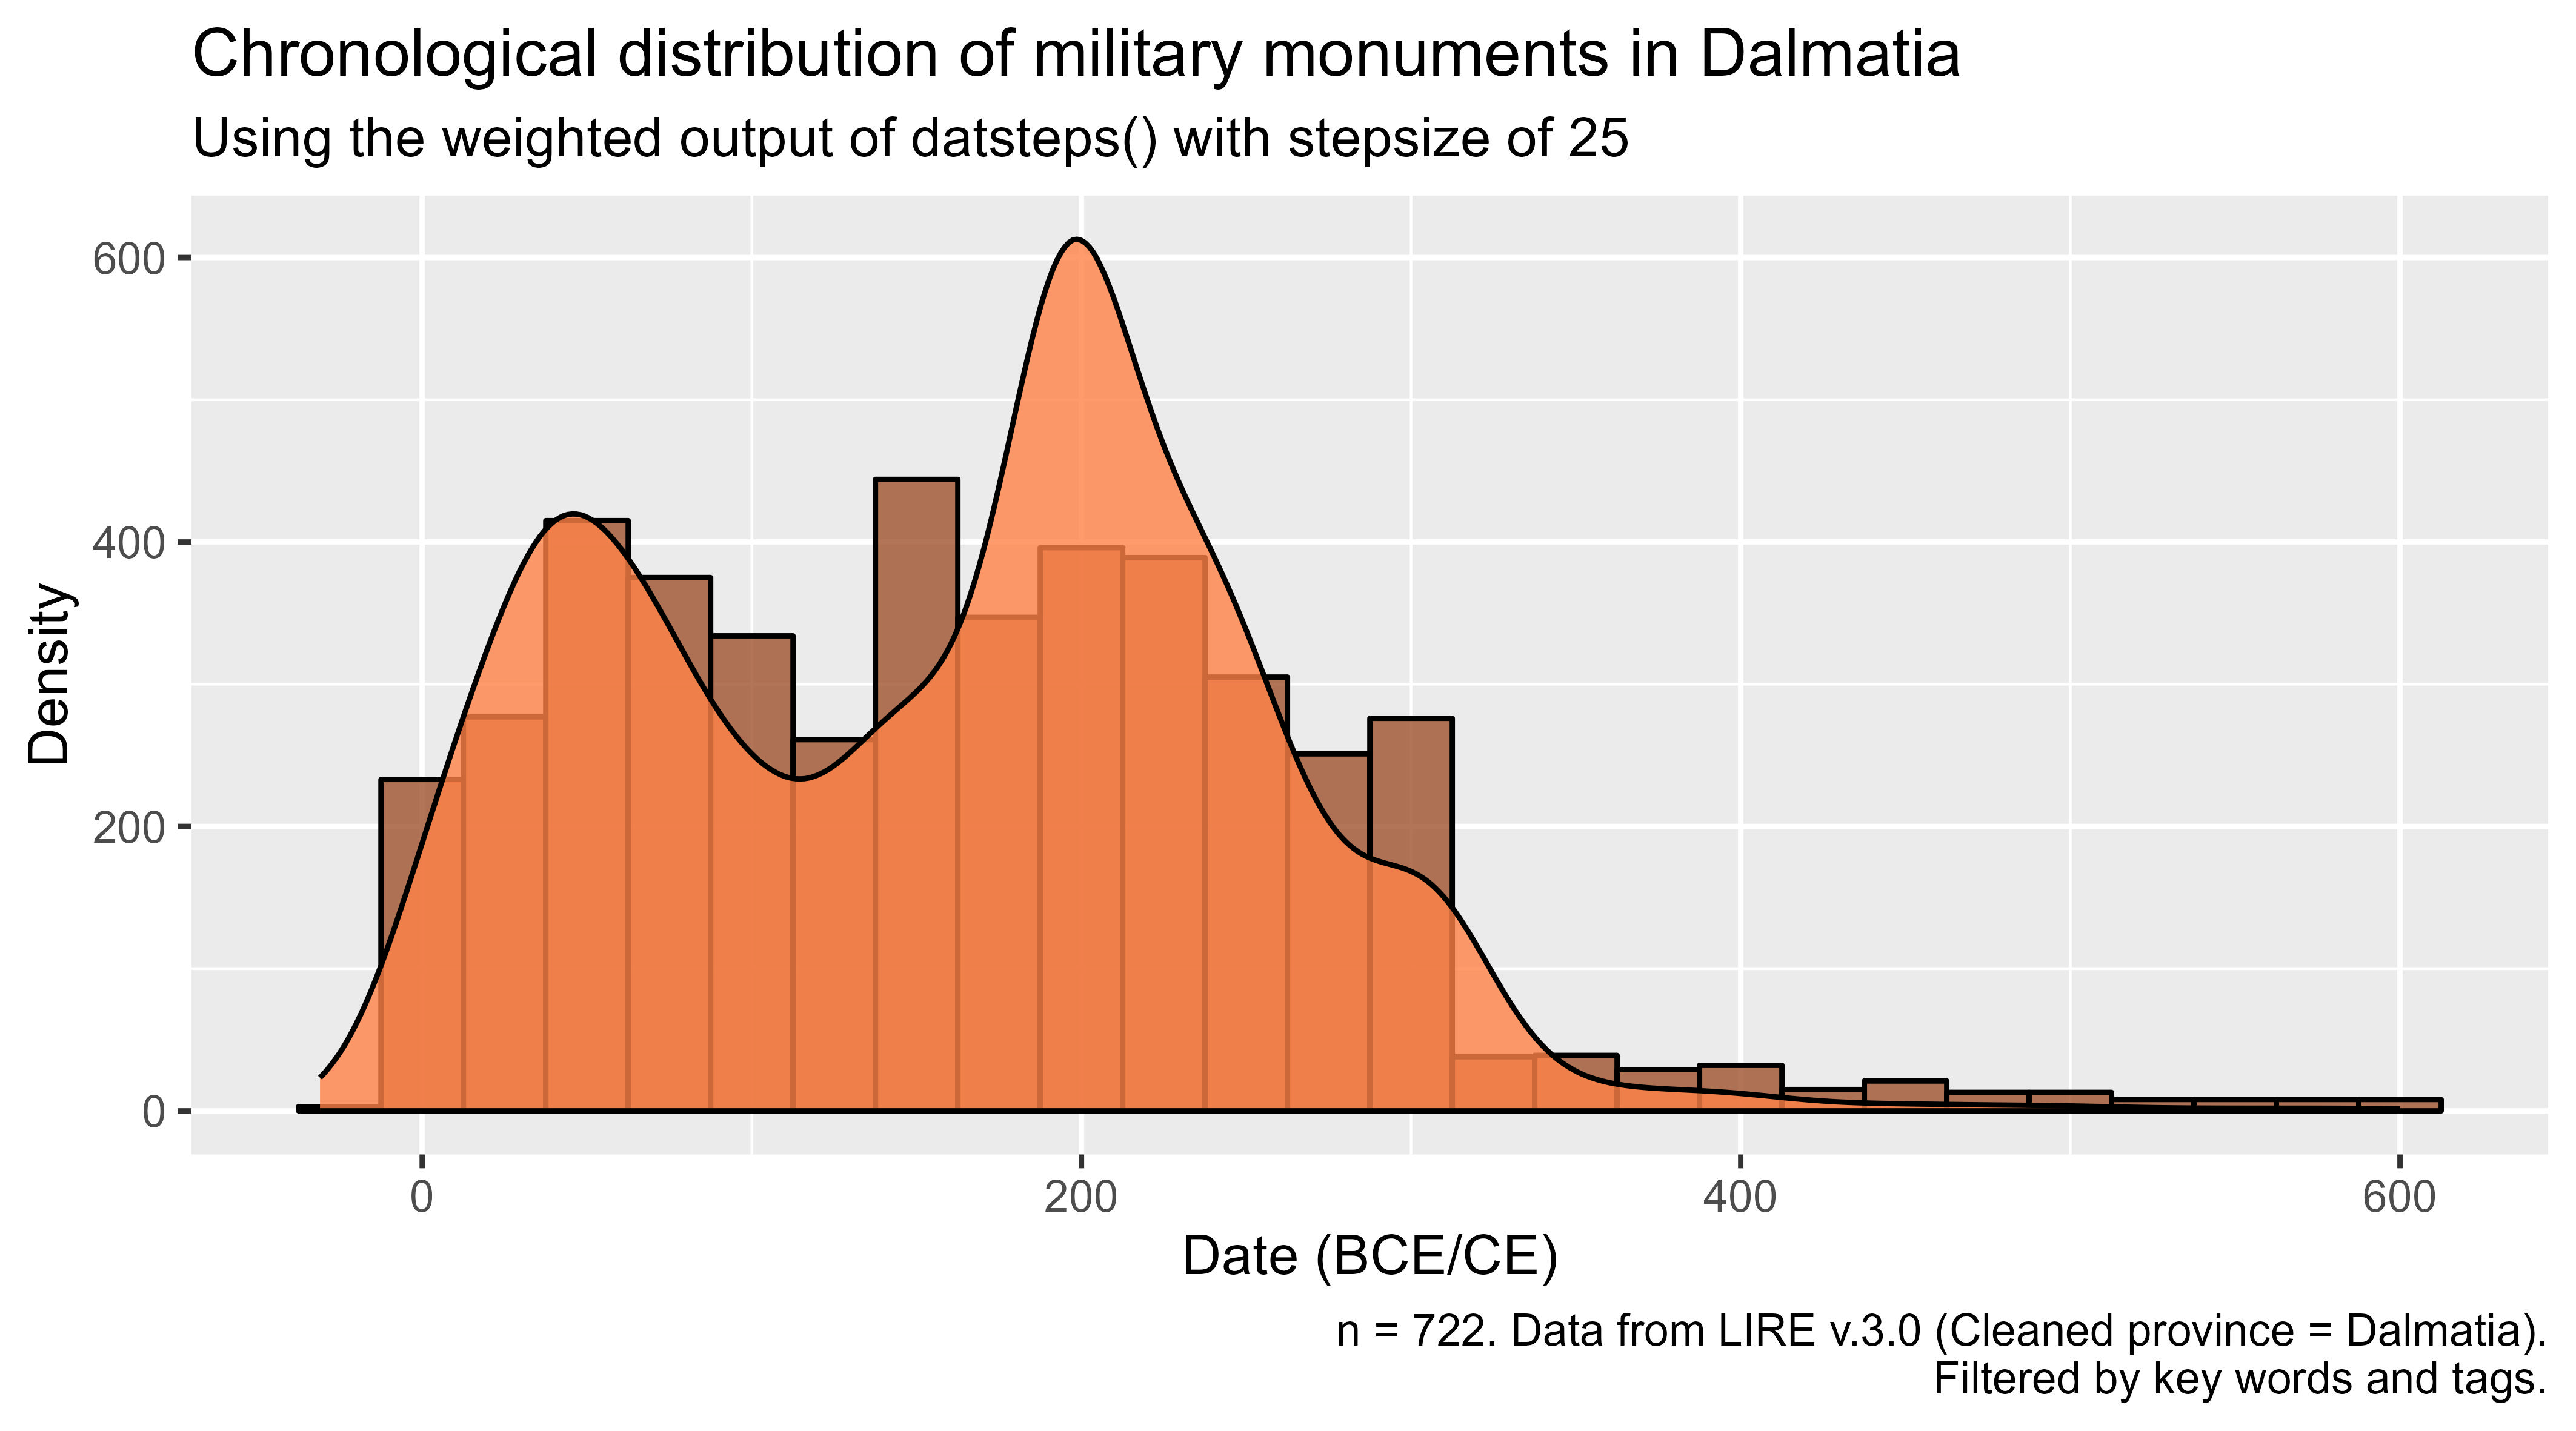 Chronological distribution of military monuments in Dalmatia
Using the weighted output of datsteps() with stepsize of 25
Density
600
400
200
0
0
200
400
600
Date (BCE/CE)
n = 722. Data from LIRE v.3.0 (Cleaned province = Dalmatia).
Filtered by key words and tags.